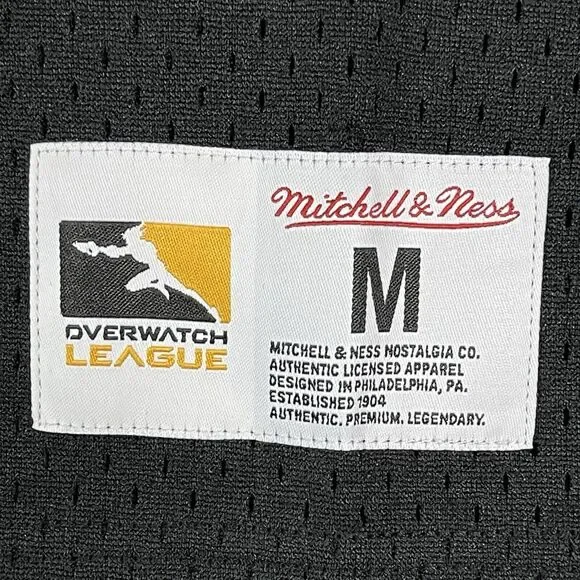 OVERWATCH
LEAGUE
Mitchell & Ness
M
MITCHELL & NESS NOSTALGIA CO.
AUTHENTIC LICENSED APPAREL
DESIGNED IN PHILADELPHIA, PA.
ESTABLISHED 1904
AUTHENTIC. PREMIUM. LEGENDARY.